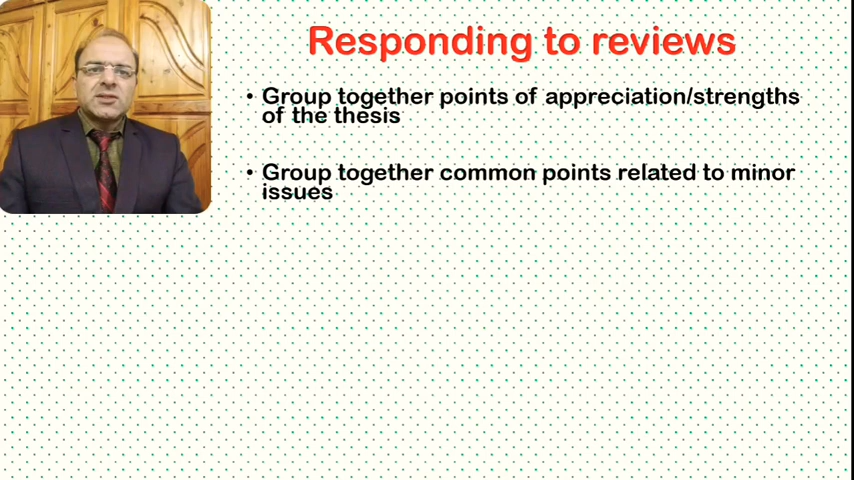 Responding to reviews
• Group together points of appreciation/strengths
of the thesis
• Group together common points related to minor
issues